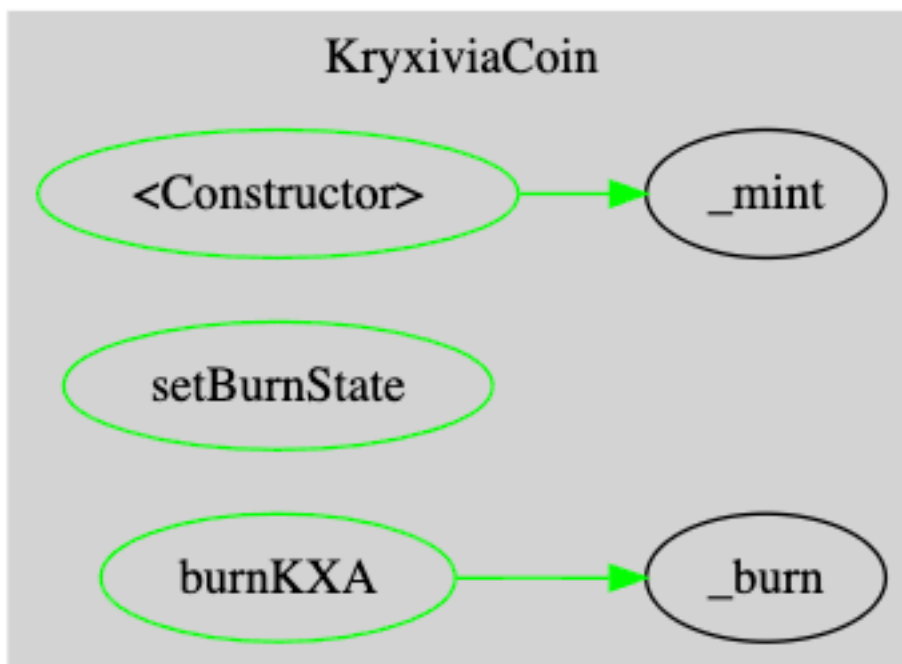 KryxiviaCoin
<Constructor>
_mint
setBurnState
burnKXA
_burn